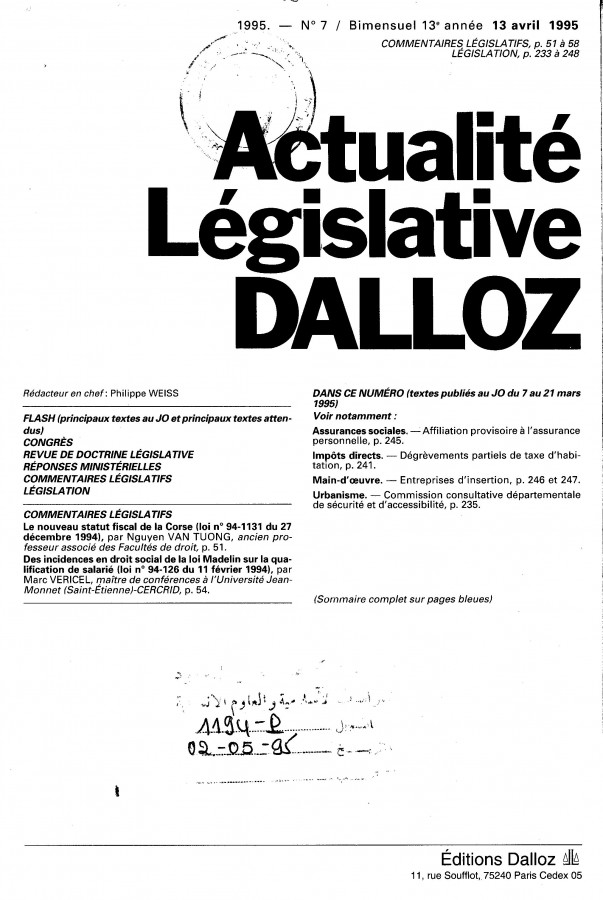 1995. — N° 7 / Bimensuel 13e année 13 avril 1995
COMMENTAIRES LÉGISLATIFS, p. 51 à 58
LÉGISLATION, p. 233 à 248
Actualité
Législative
DALLOZ
Rédacteur en chef : Philippe WEISS
FLASH (principaux textes au JO et principaux textes atten-
dus)
CONGRÈS
REVUE DE DOCTRINE LÉGISLATIVE
RÉPONSES MINISTÉRIELLES
COMMENTAIRES LÉGISLATIFS
LÉGISLATION
COMMENTAIRES LÉGISLATIFS
Le nouveau statut fiscal de la Corse (loi n° 94-1131 du 27
décembre 1994), par Nguyen VAN TUONG, ancien pro-
fesseur associé des Facultés de droit, p. 51.
Des incidences en droit social de la loi Madelin sur la qua-
lification de salarié (loi n° 94-126 du 11 février 1994), par
Marc VERICEL, maître de conférences à l'Université Jean-
Monnet (Saint-Étienne)-CERCRID, p. 54.
DANS CE NUMÉRO (textes publiés au JO du 7 au 21 mars
1995)
Voir notamment :
Assurances sociales. — Affiliation provisoire à l'assurance
personnelle, p. 245.
Impôts directs. — Dégrèvements partiels de taxe d'habi-
tation, p. 241.
Main-d'œuvre. — Entreprises d'insertion, p. 246 et 247.
Urbanisme. — Commission consultative départementale
de sécurité et d'accessibilité, p. 235.
(Sommaire complet sur pages bleues)
والعلوم
1194-D
02-05-95
Éditions Dalloz
11, rue Soufflot, 75240 Paris Cedex 05